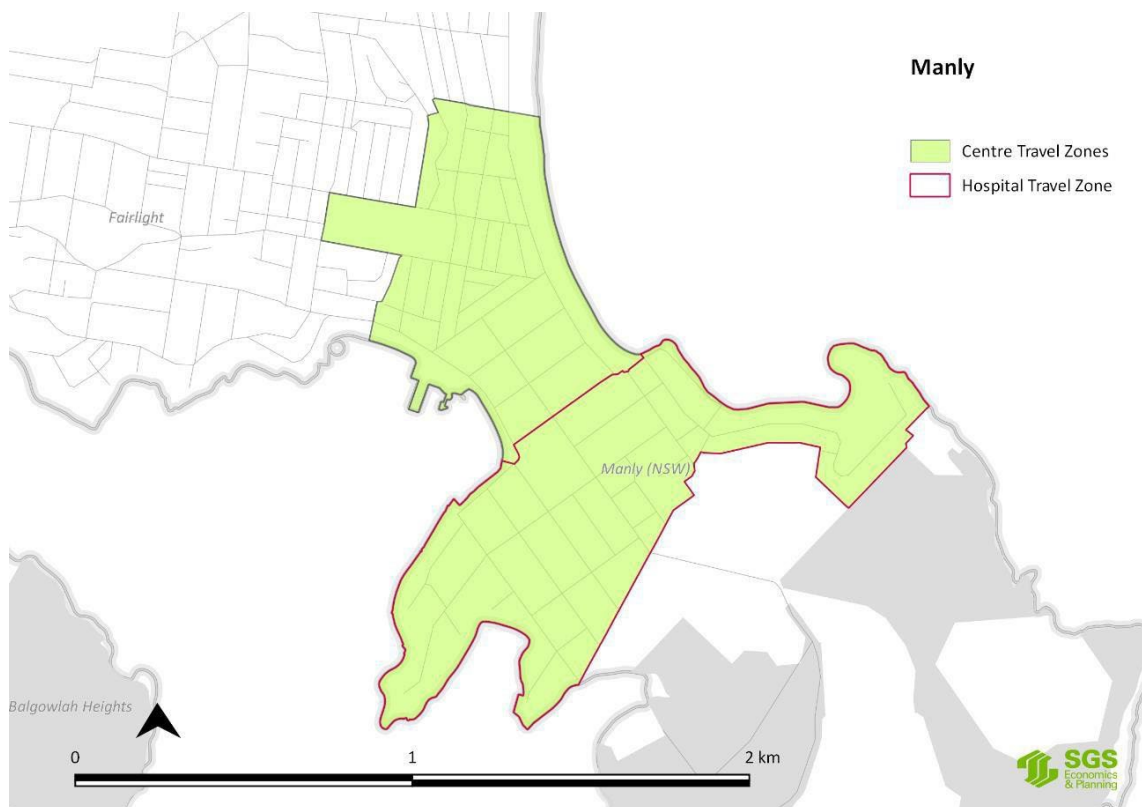 Manly
Centre Travel Zones
Hospital Travel Zone
Fairlight
Manly (NSW)
Balgowlah Heights
0
1
2 km
SGS
Economics
& Planning